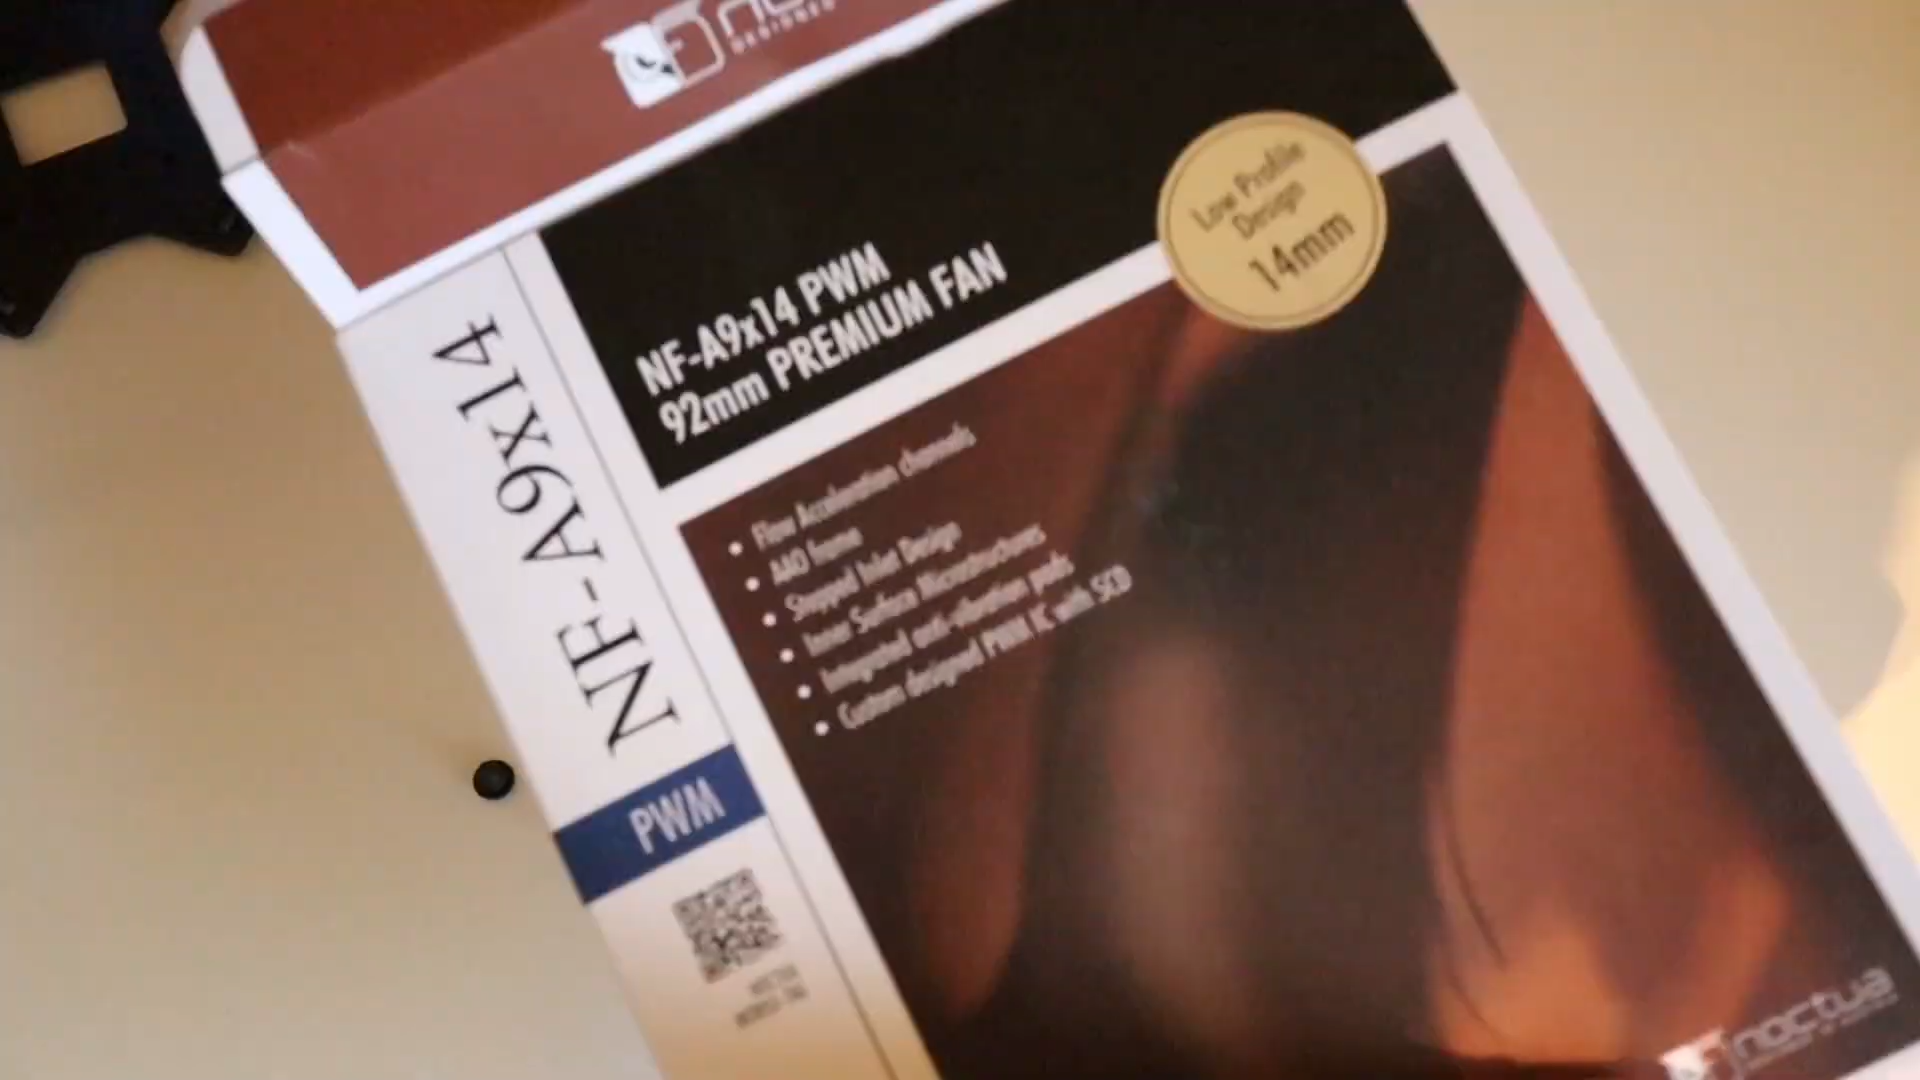 DESIGNED
Low Profile
Design
14mm
NF-A9x14 PWM
92mm PREMIUM FAN
Flow Acceleration channels
AAO frame
Stepped Inlet Design
Inner Surface Microstructures
Integrated anti-vibration pads
Custom designed PWM IC with SCD
NF-A9x14
PWM
noctua